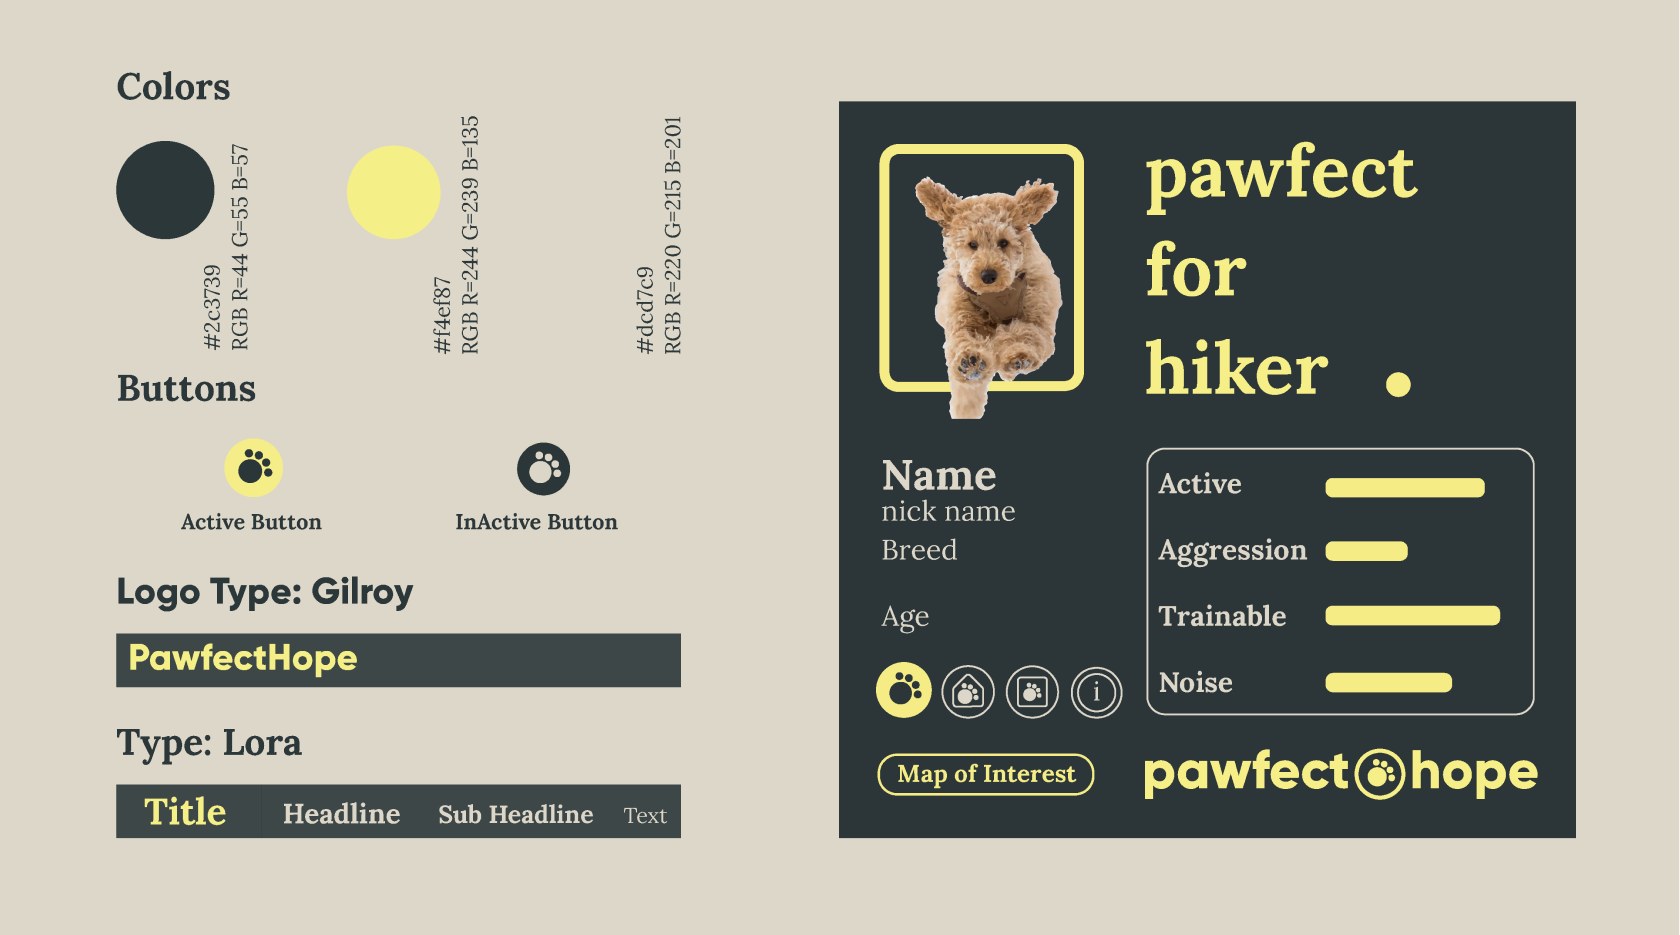 Colors
#2c3739
RGB R=44 G=55 B=57
#f4ef87
RGB R=244 G=239 B=135
#dcd7c9
RGB R=220 G=215 B=201
Buttons
Active Button
InActive Button
Logo Type: Gilroy
PawfectHope
Type: Lora
Title
Headline
Sub Headline
Text
pawfect
for
hiker .
Name
nick name
Breed
Age
i
Map of Interest
Active
Aggression
Trainable
Noise
pawfect hope